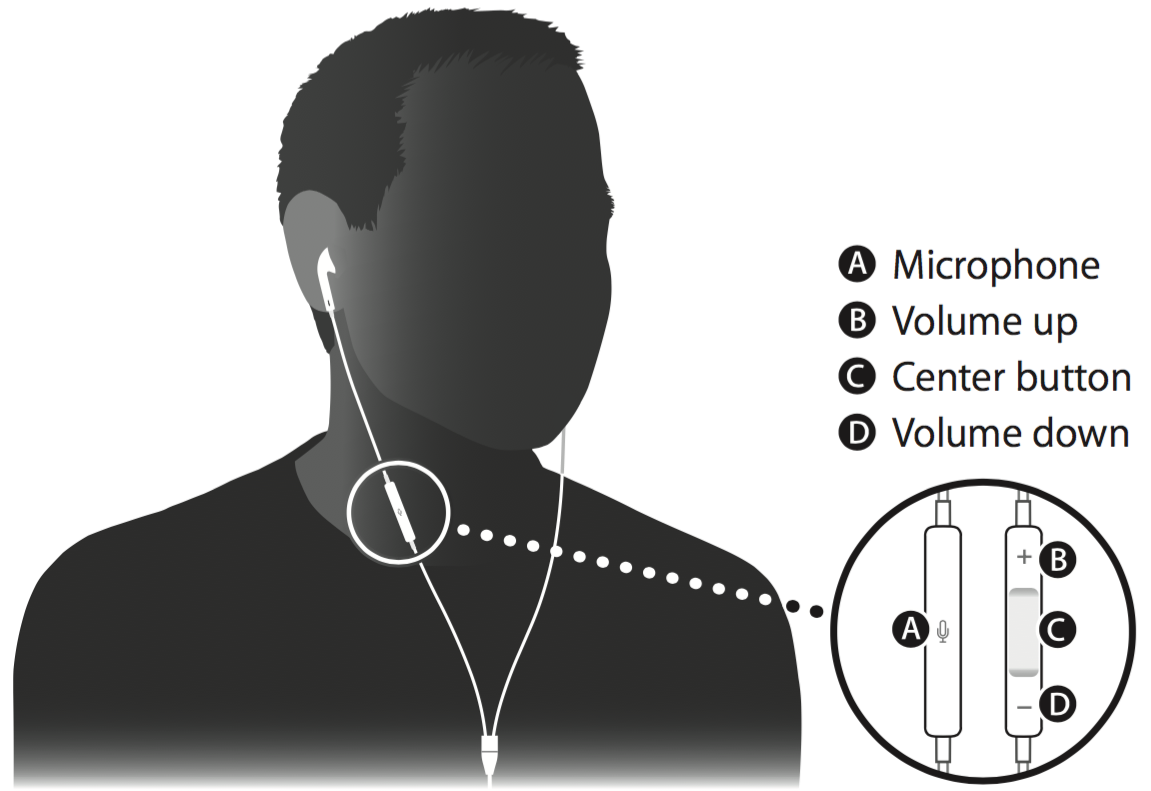 A Microphone
B Volume up
C Center button
D Volume down
+ B
A C
− D